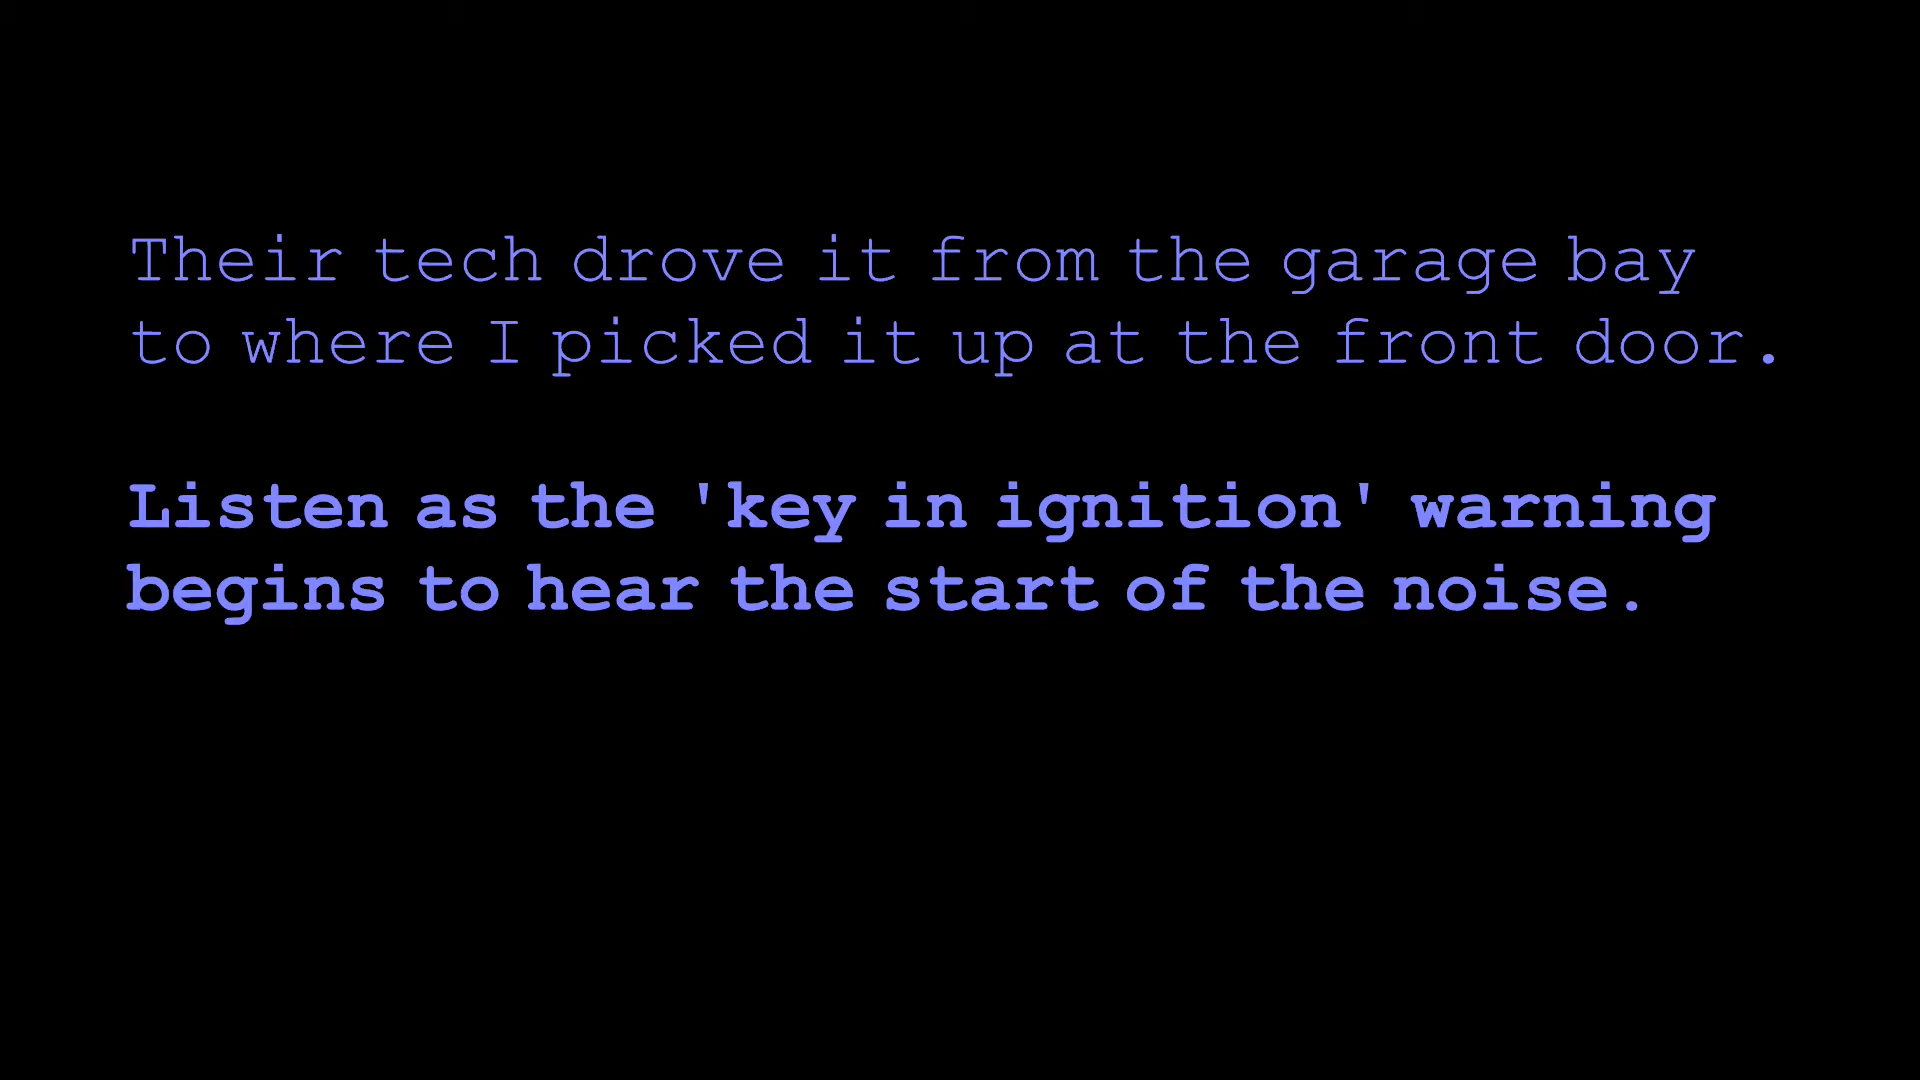 Their tech drove it from the garage bay
to where I picked it up at the front door.
Listen as the 'key in ignition' warning
begins to hear the start of the noise.